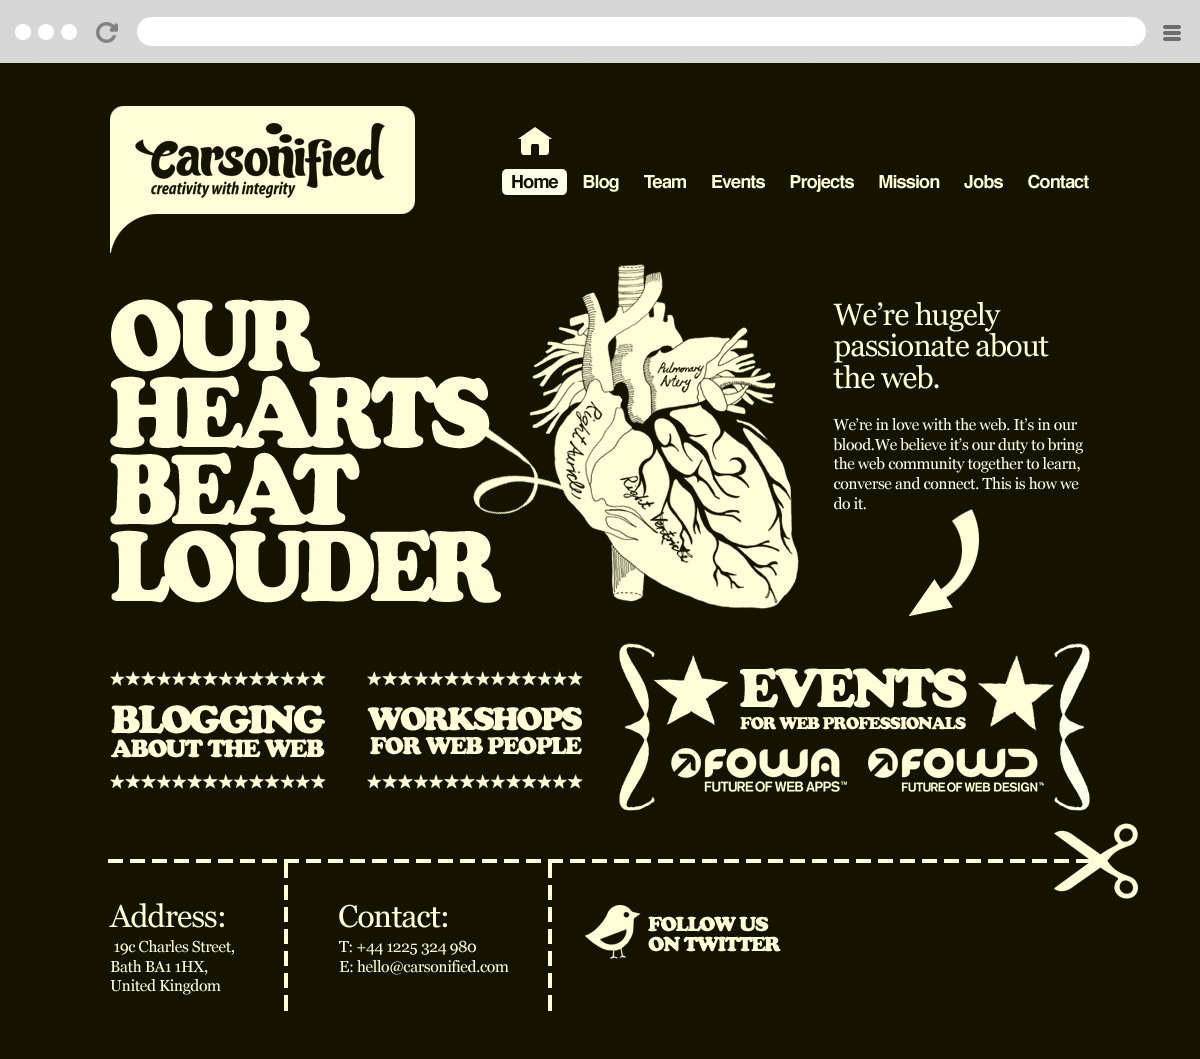 Carsonified
creativity with integrity
Home Blog Team Events Projects Mission Jobs Contact
OUR
HEARTS
BEAT
LOUDER
Pulmonary
Artery
Right Auricle
Right Ventricle
We're hugely
passionate about
the web.
We're in love with the web. It's in our
blood.We believe it's our duty to bring
the web community together to learn,
converse and connect. This is how we
do it.
BLOGGING
ABOUT THE WEB
WORKSHOPS
FOR WEB PEOPLE
EVENTS
FOR WEB PROFESSIONALS
FOWA
FUTURE OF WEB APPS™
FOWD
FUTURE OF WEB DESIGN™
Address:
19c Charles Street,
Bath BA1 1HX,
United Kingdom
Contact:
T: +44 1225 324 980
E: hello@carsonified.com
FOLLOW US
ON TWITTER